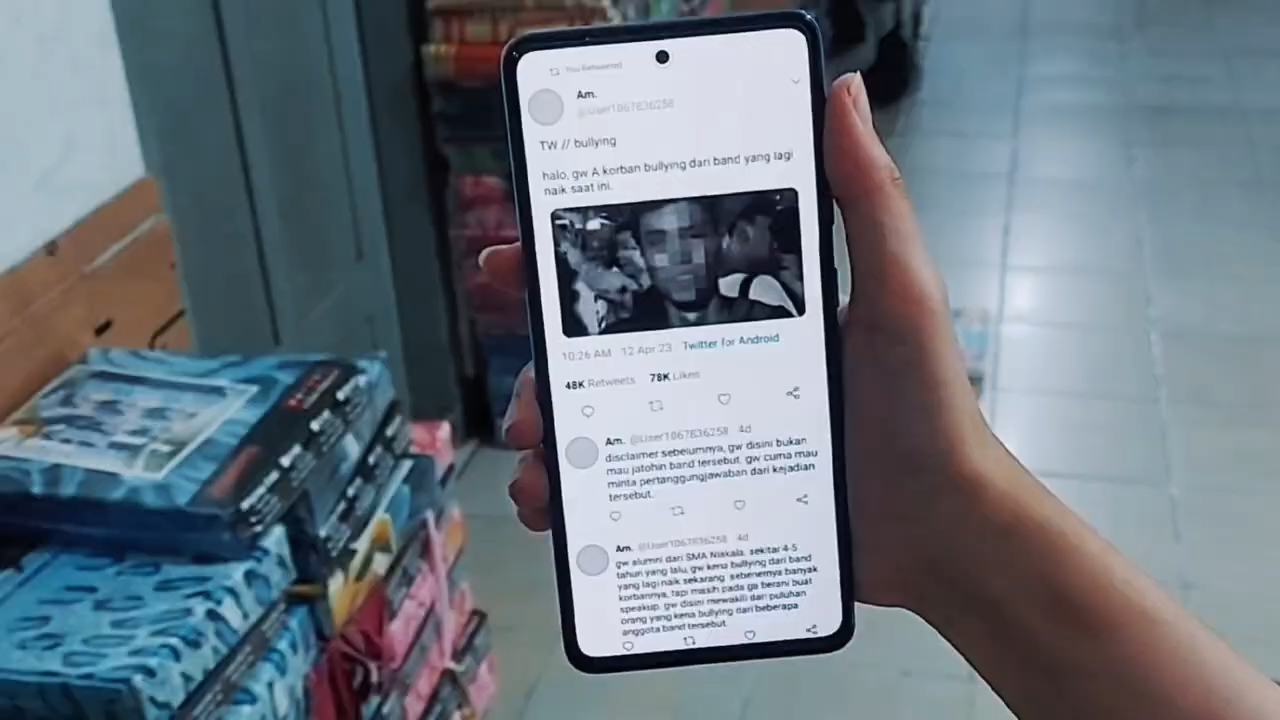 You Retweeted
Am.
@User1067836258
TW // bullying
halo, gw A korban bullying dari band yang lagi
naik saat ini.
10:26 AM 12 Apr 23 Twitter for Android
48K Retweets 78K Likes
Am. @User1067836258 4d
disclaimer sebelumnya, gw disini bukan
mau jatohin band tersebut, gw cuma mau
minta pertanggungjawaban dari kejadian
tersebut.
Am. @User1067836258 4d
gw alumni dari SMA Niskala. sekitar 4-5
tahun yang lalu, gw kena bullying dari band
yang lagi naik sekarang. sebenernya banyak
korbannya, tapi masih pada ga berani buat
speakup. gw disini mewakili dari puluhan
orang yang kena bullying dari beberapa
anggota band tersebut.